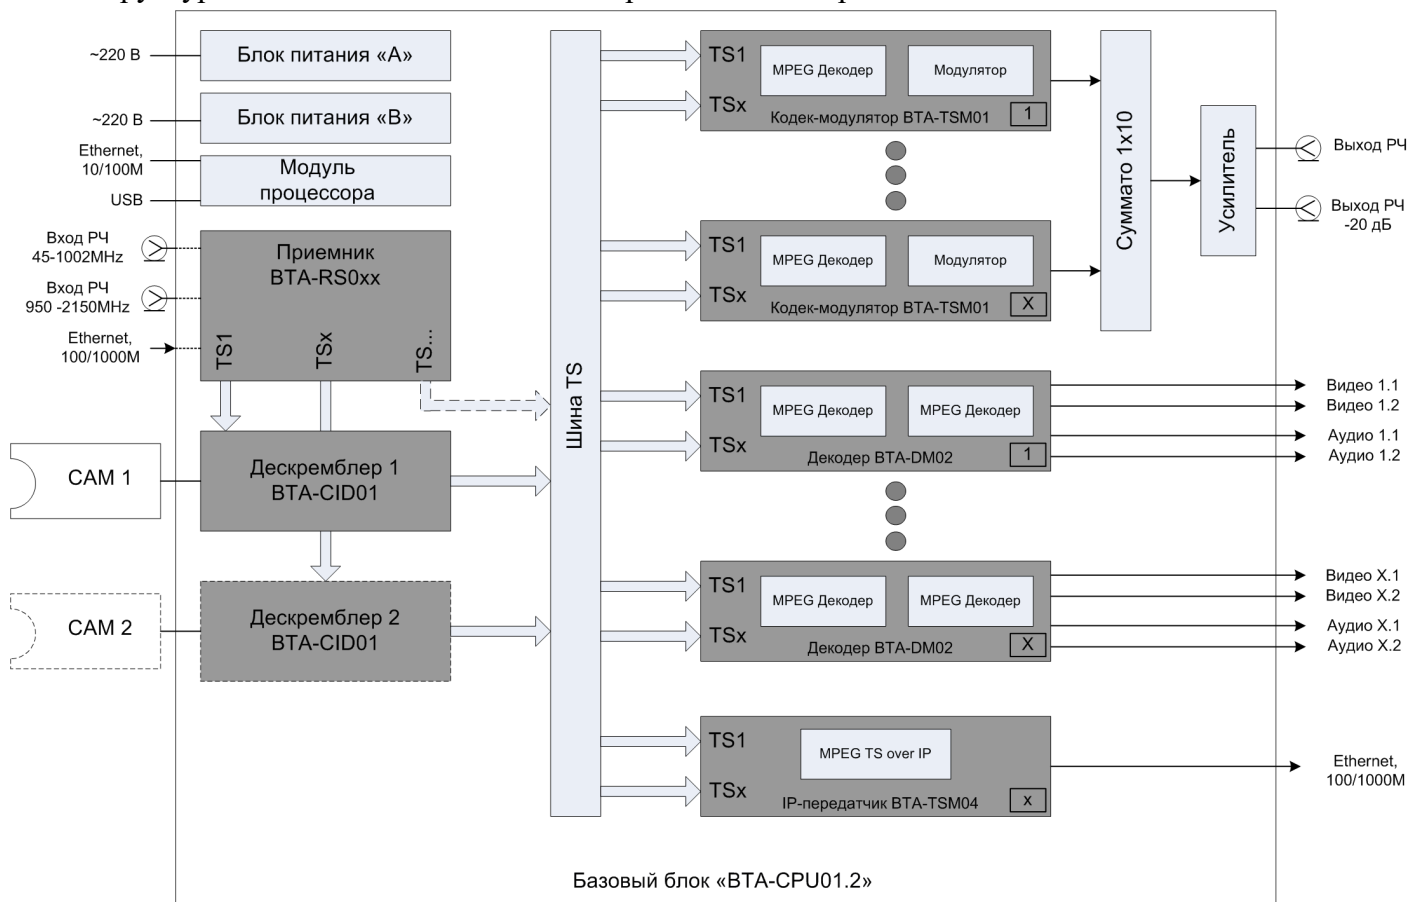 ~220 В
Блок питания «А»
~220 В
Блок питания «В»
Ethernet,
10/100M
USB
Модуль
процессора
Вход РЧ
45-1002MHz
Вход РЧ
950 -2150MHz
Ethernet,
100/1000M
Приемник
BTA-RS0xx
TS1
TSx
TS...
CAM 1
Дескремблер 1
BTA-CID01
CAM 2
Дескремблер 2
BTA-CID01
Шина TS
TS1
TSx
MPEG Декодер
Модулятор
Кодек-модулятор BTA-TSM01
1
TS1
TSx
MPEG Декодер
Модулятор
Кодек-модулятор BTA-TSM01
X
Суммато 1x10
Усилитель
Выход РЧ
Выход РЧ
-20 дБ
TS1
TSx
MPEG Декодер
MPEG Декодер
Декодер BTA-DM02
1
Видео 1.1
Видео 1.2
Аудио 1.1
Аудио 1.2
TS1
TSx
MPEG Декодер
MPEG Декодер
Декодер BTA-DM02
X
Видео X.1
Видео X.2
Аудио X.1
Аудио X.2
TS1
TSx
MPEG TS over IP
IP-передатчик BTA-TSM04
x
Ethernet,
100/1000M
Базовый блок «BTA-CPU01.2»